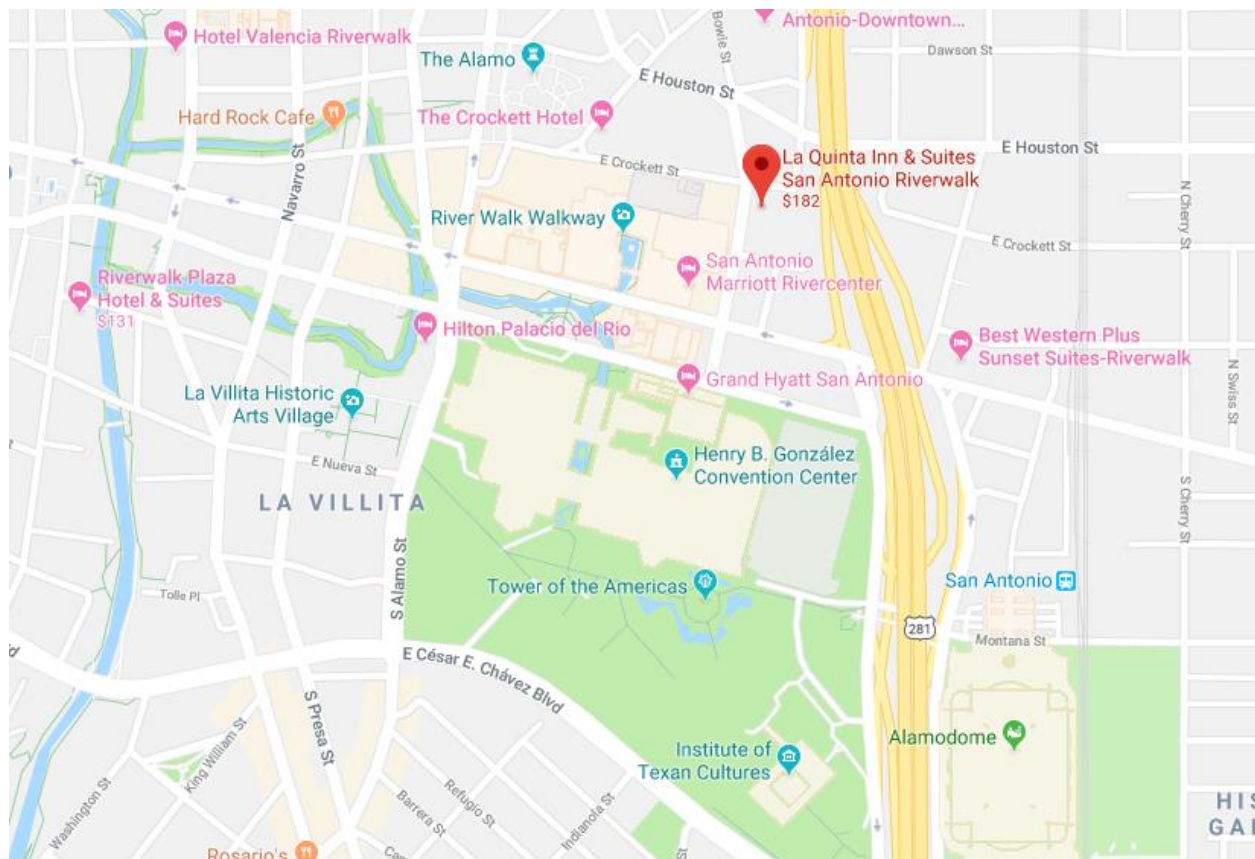 Antonio-Downtown...
Hotel Valencia Riverwalk
Bowie St
Dawson St
The Alamo
E Houston St
Hard Rock Cafe
The Crockett Hotel
Navarro St
E Crockett St
La Quinta Inn & Suites
San Antonio Riverwalk
$182
E Houston St
N Cherry St
River Walk Walkway
E Crockett St
San Antonio
Marriott Rivercenter
Riverwalk Plaza
Hotel & Suites
$131
Hilton Palacio del Rio
Best Western Plus
Sunset Suites-Riverwalk
Grand Hyatt San Antonio
N Swiss St
La Villita Historic
Arts Village
E Nueva St
Henry B. González
Convention Center
LA VILLITA
S Cherry St
S Alamo St
Tower of the Americas
San Antonio
Tolle Pl
281
Montana St
E César E. Chávez Blvd
S Presa St
King William St
Washington St
Institute of
Texan Cultures
Alamodome
Refugio St
Barrera St
Indianola St
HIS
GA
Rosario's